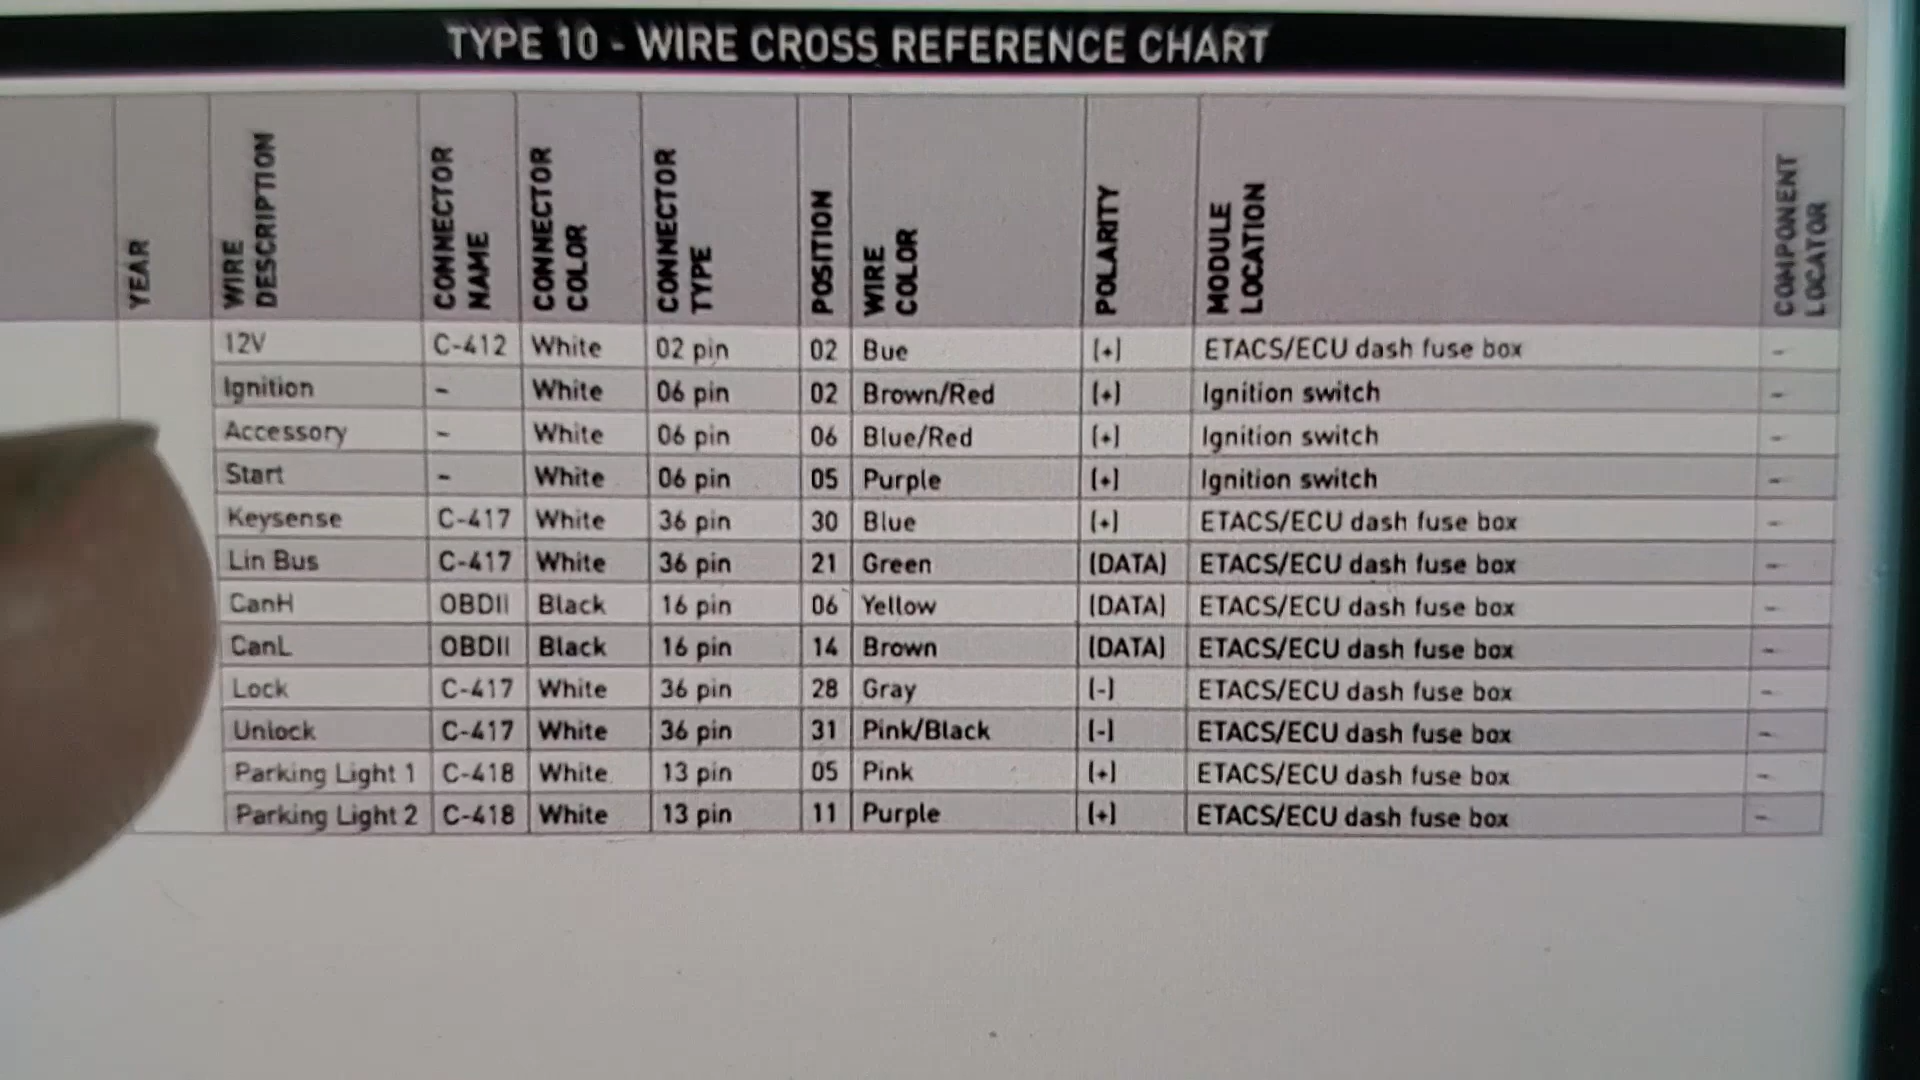 TYPE 10 - WIRE CROSS REFERENCE CHART
YEAR WIRE DESCRIPTION CONNECTOR NAME CONNECTOR COLOR CONNECTOR TYPE POSITION WIRE COLOR POLARITY MODULE LOCATION COMPONENT LOCATOR
12V C-412 White 02 pin 02 Bue (+) ETACS/ECU dash fuse box -
Ignition - White 06 pin 02 Brown/Red (+) Ignition switch -
Accessory - White 06 pin 06 Blue/Red (+) Ignition switch -
Start - White 06 pin 05 Purple (+) Ignition switch -
Keysense C-417 White 36 pin 30 Blue (+) ETACS/ECU dash fuse box -
Lin Bus C-417 White 36 pin 21 Green (DATA) ETACS/ECU dash fuse box -
CanH OBDII Black 16 pin 06 Yellow (DATA) ETACS/ECU dash fuse box -
CanL OBDII Black 16 pin 14 Brown (DATA) ETACS/ECU dash fuse box -
Lock C-417 White 36 pin 28 Gray (-) ETACS/ECU dash fuse box -
Unlock C-417 White 36 pin 31 Pink/Black (-) ETACS/ECU dash fuse box -
Parking Light 1 C-418 White 13 pin 05 Pink (+) ETACS/ECU dash fuse box -
Parking Light 2 C-418 White 13 pin 11 Purple (+) ETACS/ECU dash fuse box -